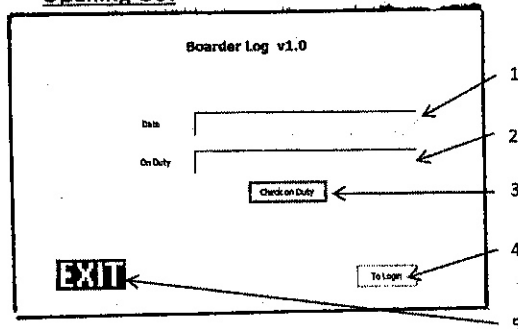 Boarder Log v1.0
1
Date
2
On Duty
3
Check on Duty
4
EXIT
To Login